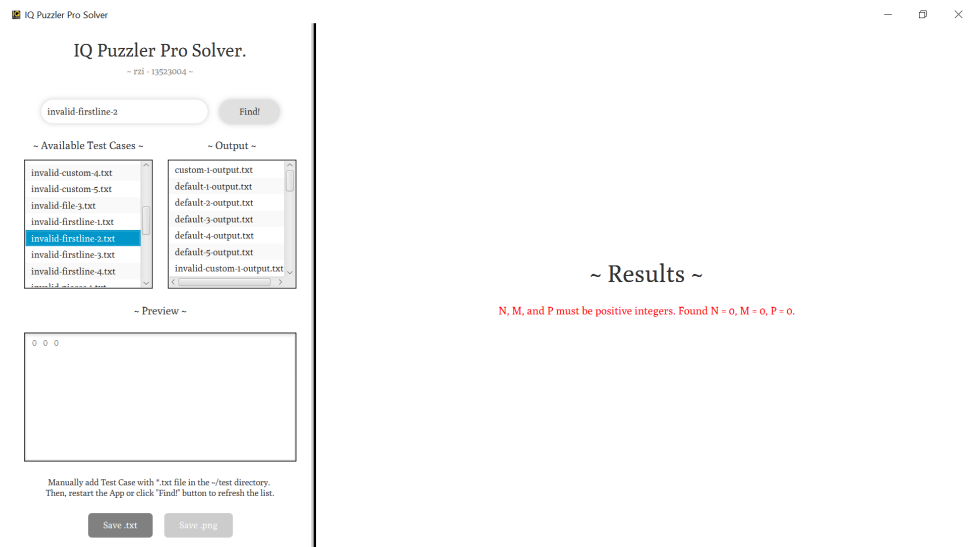 IQ Puzzler Pro Solver
IQ Puzzler Pro Solver.
~ rzi - 13523004 ~
invalid-firstline-2
Find!
~ Available Test Cases ~
invalid-custom-4.txt
invalid-custom-5.txt
invalid-file-3.txt
invalid-firstline-1.txt
invalid-firstline-2.txt
invalid-firstline-3.txt
invalid-firstline-4.txt
~ Output ~
custom-1-output.txt
default-1-output.txt
default-2-output.txt
default-3-output.txt
default-4-output.txt
default-5-output.txt
invalid-custom-1-output.txt
~ Preview ~
0 0 0
Manually add Test Case with *.txt file in the ~/test directory.
Then, restart the App or click "Find!" button to refresh the list.
Save .txt
Save .png
~ Results ~
N, M, and P must be positive integers. Found N = 0, M = 0, P = 0.